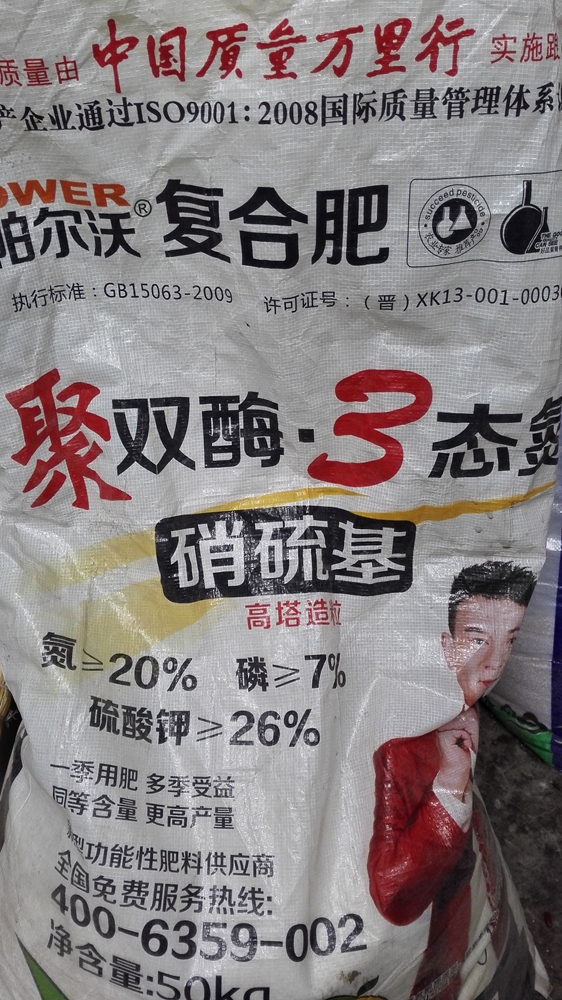 质量由 中国质量万里行 实施跟
产企业通过ISO9001:2008国际质量管理体系
OWER
帕尔沃® 复合肥
succeed pesticide
执行标准：GB15063-2009 许可证号：（晋）XK13-001-0003
聚双酶·3态氮
硝硫基
高塔造粒
氮≥20% 磷≥7%
硫酸钾≥26%
一季用肥 多季受益
同等含量 更高产量
型功能性肥料供应商
全国免费服务热线:
400-6359-002
净含量:50kg